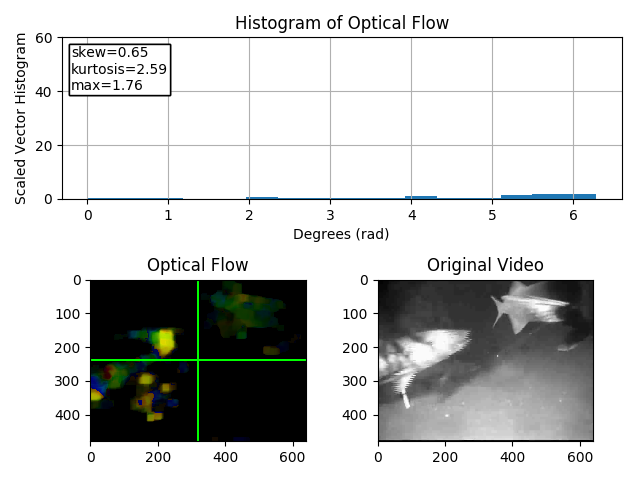 Histogram of Optical Flow
Scaled Vector Histogram
60
40
20
0
skew=0.65
kurtosis=2.59
max=1.76
0 1 2 3 4 5 6
Degrees (rad)
Optical Flow
0
100
200
300
400
0 200 400 600
Original Video
0
100
200
300
400
0 200 400 600